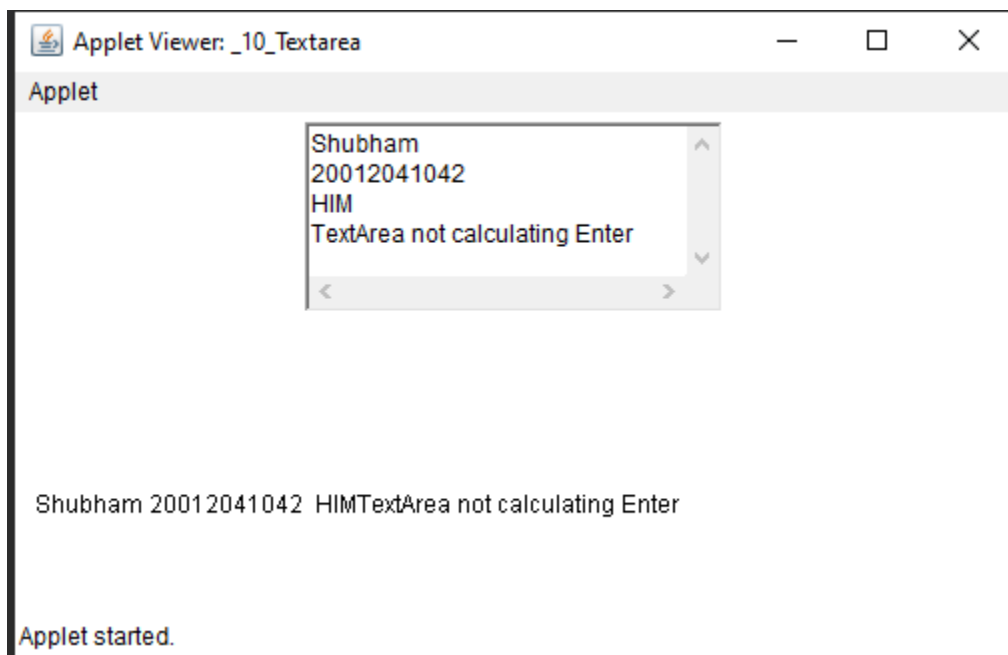 Applet Viewer: _10_Textarea
Applet
Shubham
20012041042
HIM
TextArea not calculating Enter
Shubham 20012041042  HIMTextArea not calculating Enter
Applet started.